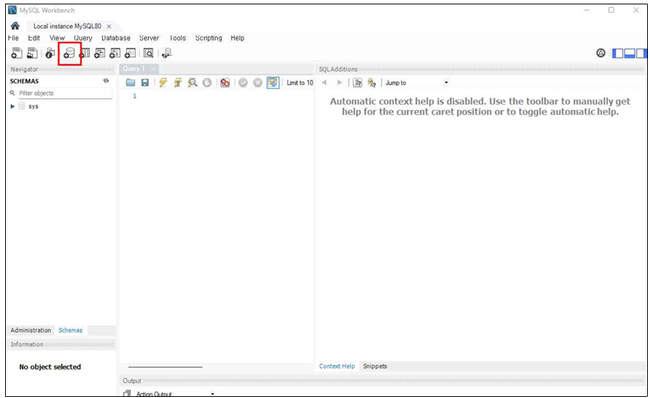 MySQL Workbench
Local instance MySQL80
File Edit View Query Database Server Tools Scripting Help
Navigator
SCHEMAS
Filter objects
sys
Administration Schemas
Information
No object selected
Query 1
Limit to 10
1
SQLAdditions
Jump to
Automatic context help is disabled. Use the toolbar to manually get
help for the current caret position or to toggle automatic help.
Context Help Snippets
Output
Action Output